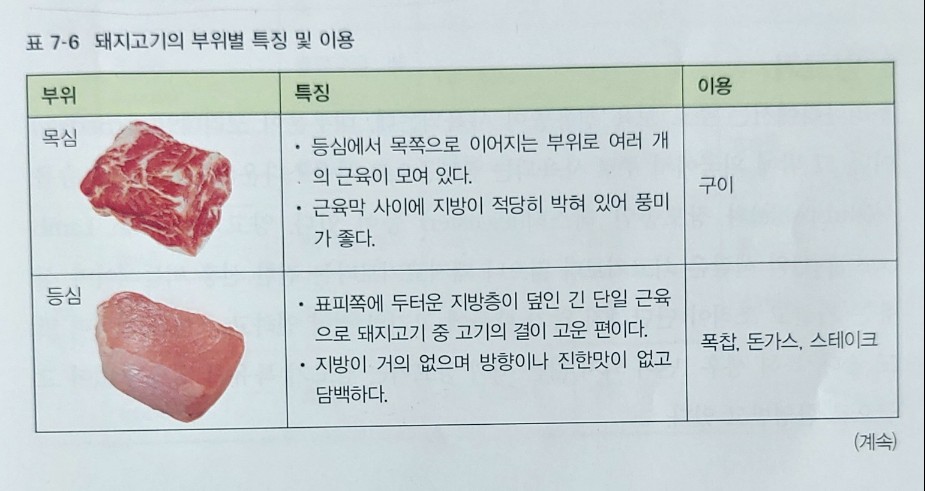 표 7-6 돼지고기의 부위별 특징 및 이용
부위 특징 이용
목심
• 등심에서 목쪽으로 이어지는 부위로 여러 개
의 근육이 모여 있다.
• 근육막 사이에 지방이 적당히 박혀 있어 풍미
가 좋다.
구이
등심
• 표피쪽에 두터운 지방층이 덮인 긴 단일 근육
으로 돼지고기 중 고기의 결이 고운 편이다.
• 지방이 거의 없으며 방향이나 진한맛이 없고
담백하다.
폭찹, 돈가스, 스테이크
(계속)